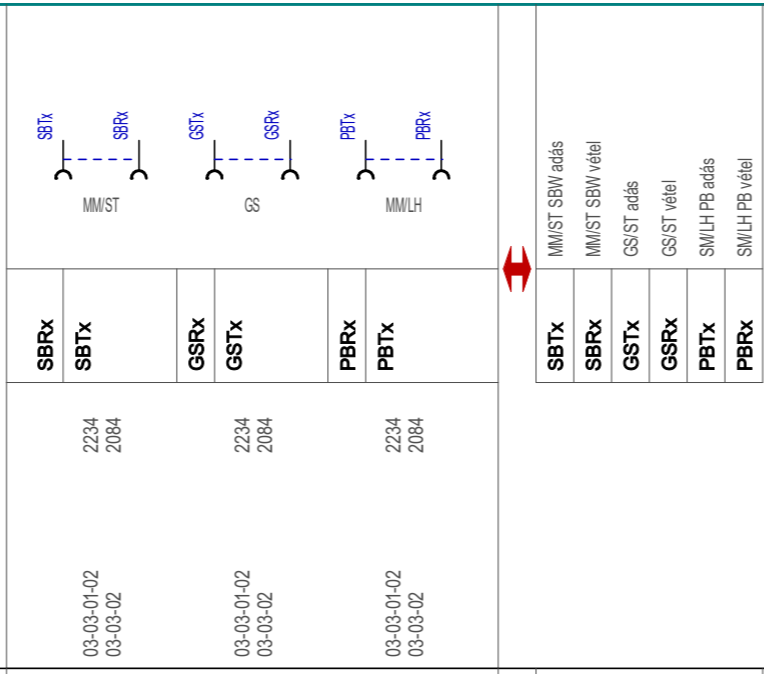 SBTx
SBRx
GSTx
GSRx
PBTx
PBRx
MM/ST
GS
MM/LH
MM/ST SBW adás
MM/ST SBW vétel
GS/ST adás
GS/ST vétel
SM/LH PB adás
SM/LH PB vétel
SBRx
SBTx
GSRx
GSTx
PBRx
PBTx
SBTx
SBRx
GSTx
GSRx
PBTx
PBRx
2234
2084
2234
2084
2234
2084
03-03-01-02
03-03-02
03-03-01-02
03-03-02
03-03-01-02
03-03-02